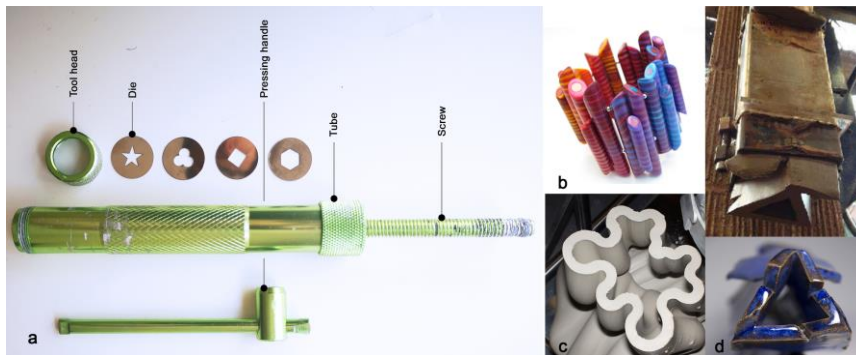 Tool head
Die
Pressing handle
Tube
Screw
a
b
c
d